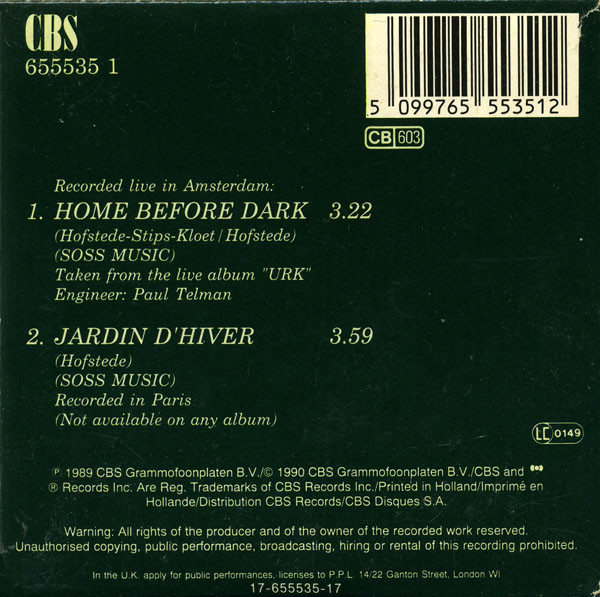 CBS
655535 1
5 099765 553512
CB 603
Recorded live in Amsterdam:
1. HOME BEFORE DARK 3.22
(Hofstede-Stips-Kloet/Hofstede)
(SOSS MUSIC)
Taken from the live album "URK"
Engineer: Paul Telman
2. JARDIN D'HIVER 3.59
(Hofstede)
(SOSS MUSIC)
Recorded in Paris
(Not available on any album)
LC 0149
℗ 1989 CBS Grammofoonplaten B.V./© 1990 CBS Grammofoonplaten B.V./CBS and
® Records Inc. Are Reg. Trademarks of CBS Records Inc./Printed in Holland/Imprimé en
Hollande/Distribution CBS Records/CBS Disques S.A.
Warning: All rights of the producer and of the owner of the recorded work reserved.
Unauthorised copying, public performance, broadcasting, hiring or rental of this recording prohibited.
In the U.K. apply for public performances, licenses to P.P.L. 14/22 Ganton Street, London WI
17-655535-17